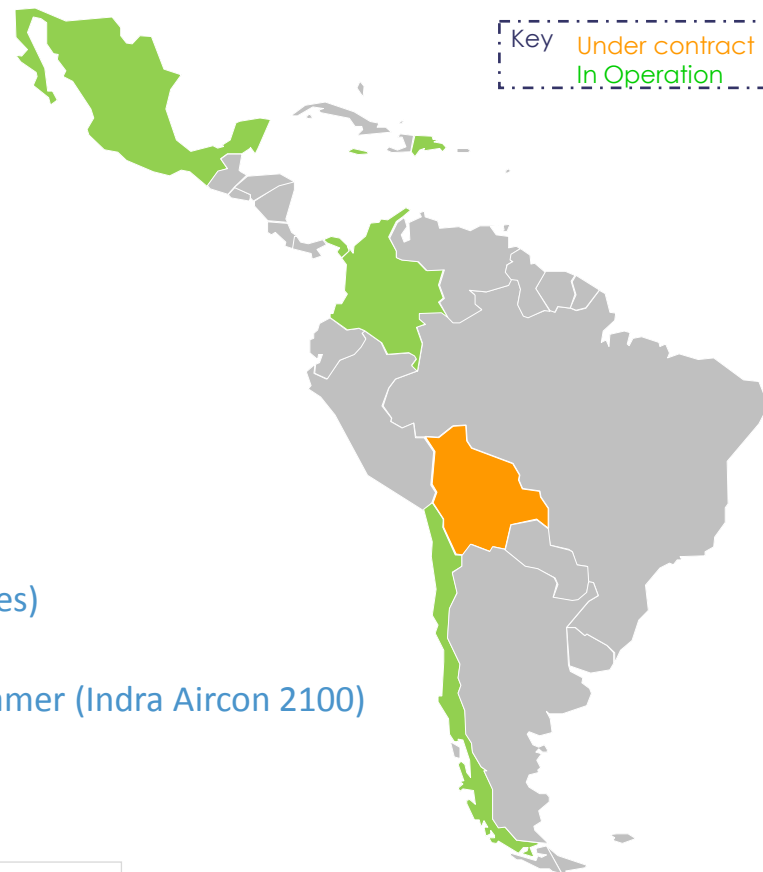 Key
Under contract
In Operation
es)
mer (Indra Aircon 2100)